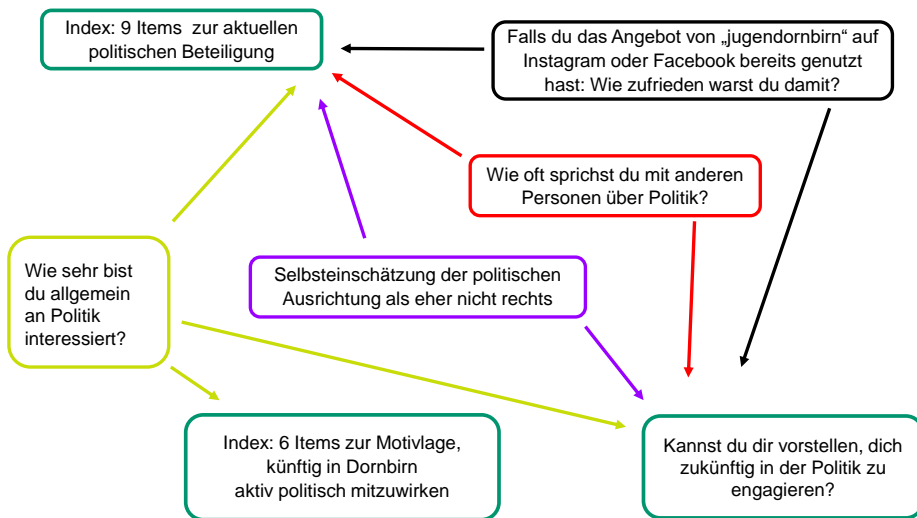 Index: 9 Items zur aktuellen
politischen Beteiligung
Falls du das Angebot von „jugendornbirn“ auf
Instagram oder Facebook bereits genutzt
hast: Wie zufrieden warst du damit?
Wie oft sprichst du mit anderen
Personen über Politik?
Wie sehr bist
du allgemein
an Politik
interessiert?
Selbsteinschätzung der politischen
Ausrichtung als eher nicht rechts
Index: 6 Items zur Motivlage,
künftig in Dornbirn
aktiv politisch mitzuwirken
Kannst du dir vorstellen, dich
zukünftig in der Politik zu
engagieren?